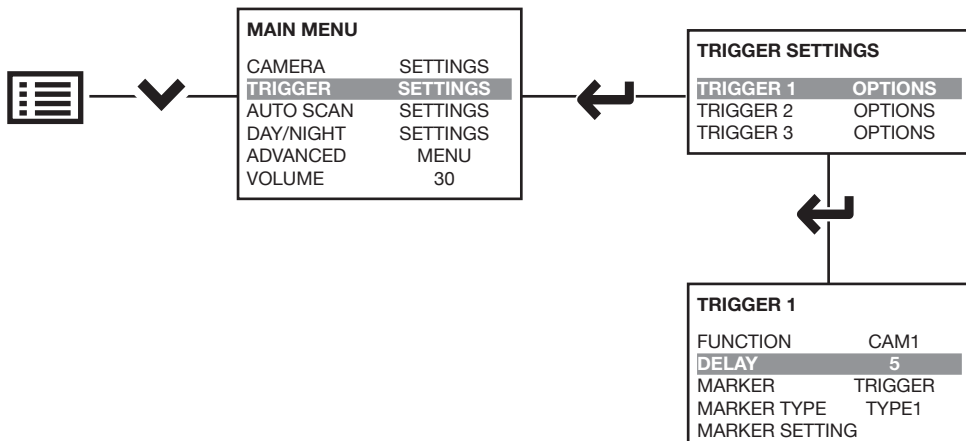 MAIN MENU
CAMERA SETTINGS
TRIGGER SETTINGS
AUTO SCAN SETTINGS
DAY/NIGHT SETTINGS
ADVANCED MENU
VOLUME 30
TRIGGER SETTINGS
TRIGGER 1 OPTIONS
TRIGGER 2 OPTIONS
TRIGGER 3 OPTIONS
TRIGGER 1
FUNCTION CAM1
DELAY 5
MARKER TRIGGER
MARKER TYPE TYPE1
MARKER SETTING